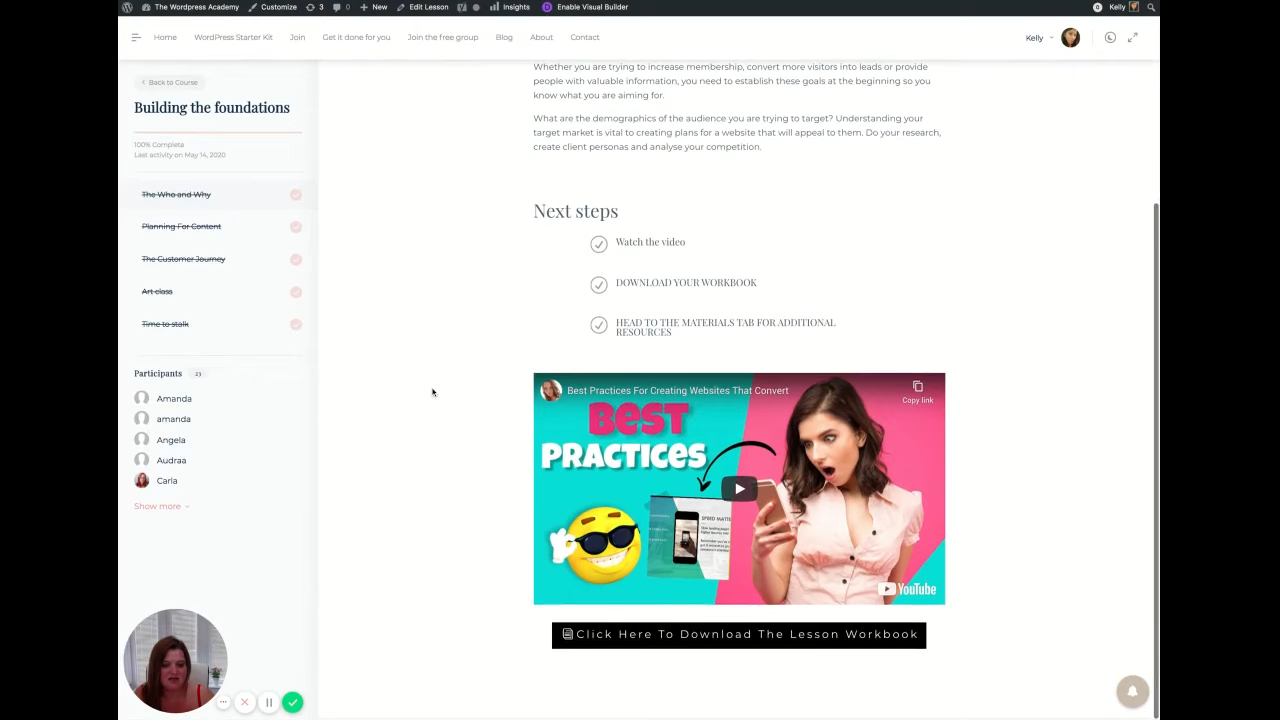 The Wordpress Academy Customize 3 0 New Edit Lesson Insights Enable Visual Builder 0 Kelly
Home WordPress Starter Kit Join Get it done for you Join the free group Blog About Contact Kelly
Back to Course
Building the foundations
100% Complete
Last activity on May 14, 2020
The Who and Why
Planning For Content
The Customer Journey
Art class
Time to stalk
Participants 23
Amanda
amanda
Angela
Audraa
Carla
Show more
Whether you are trying to increase membership, convert more visitors into leads or provide
people with valuable information, you need to establish these goals at the beginning so you
know what you are aiming for.
What are the demographics of the audience you are trying to target? Understanding your
target market is vital to creating plans for a website that will appeal to them. Do your research,
create client personas and analyse your competition.
Next steps
Watch the video
DOWNLOAD YOUR WORKBOOK
HEAD TO THE MATERIALS TAB FOR ADDITIONAL
RESOURCES
Best Practices For Creating Websites That Convert
Copy link
BEST
PRACTICES
SPEED MATTE
YouTube
Click Here To Download The Lesson Workbook